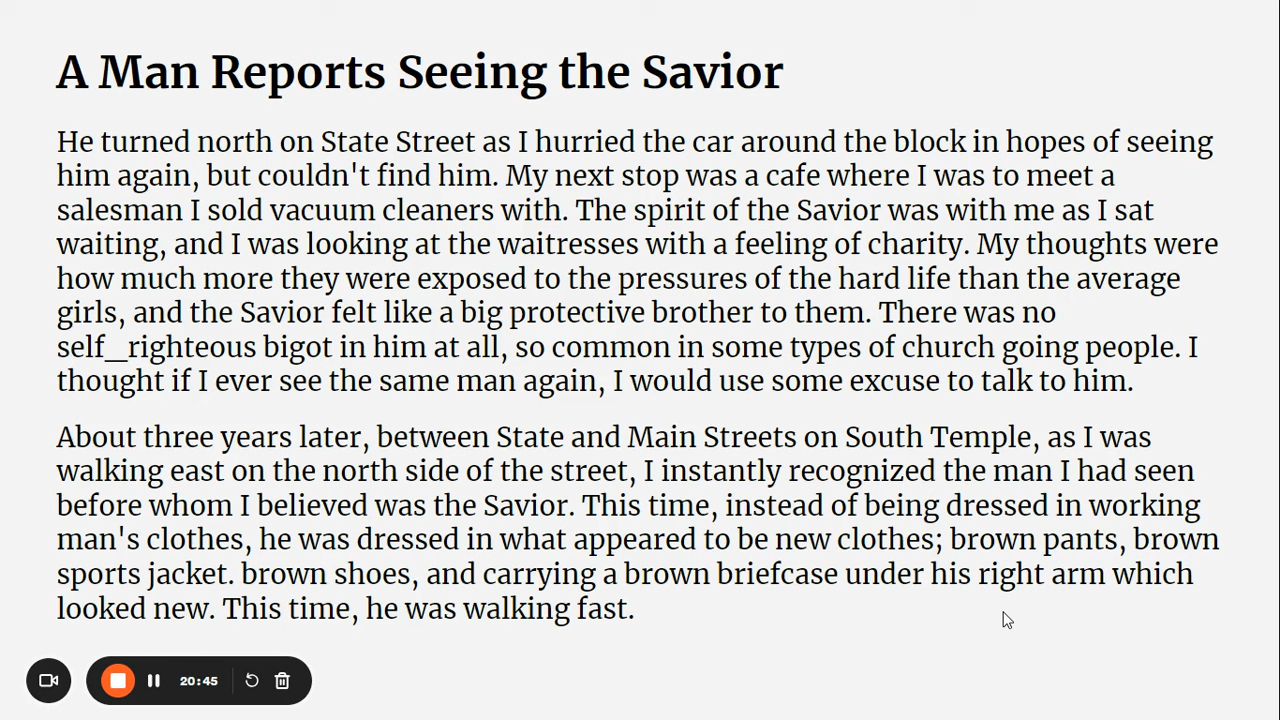 A Man Reports Seeing the Savior
He turned north on State Street as I hurried the car around the block in hopes of seeing
him again, but couldn't find him. My next stop was a cafe where I was to meet a
salesman I sold vacuum cleaners with. The spirit of the Savior was with me as I sat
waiting, and I was looking at the waitresses with a feeling of charity. My thoughts were
how much more they were exposed to the pressures of the hard life than the average
girls, and the Savior felt like a big protective brother to them. There was no
self_righteous bigot in him at all, so common in some types of church going people. I
thought if I ever see the same man again, I would use some excuse to talk to him.
About three years later, between State and Main Streets on South Temple, as I was
walking east on the north side of the street, I instantly recognized the man I had seen
before whom I believed was the Savior. This time, instead of being dressed in working
man's clothes, he was dressed in what appeared to be new clothes; brown pants, brown
sports jacket. brown shoes, and carrying a brown briefcase under his right arm which
looked new. This time, he was walking fast.
20:45